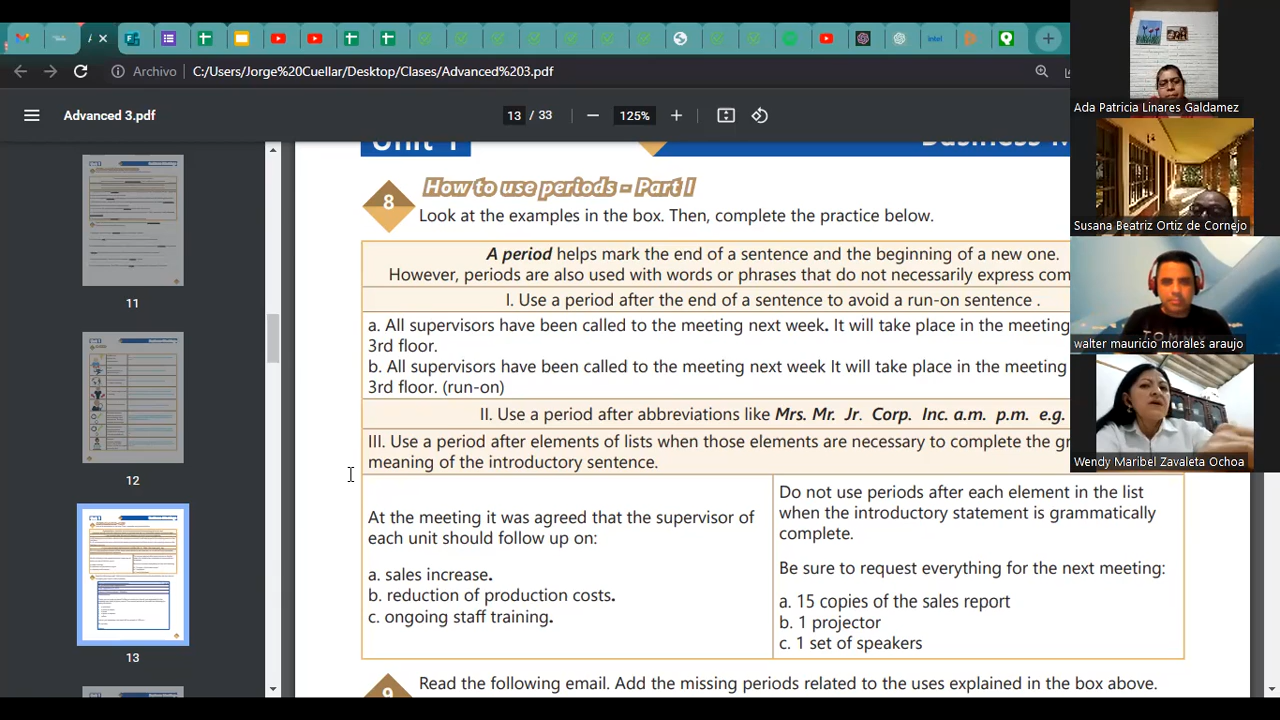 Archivo
C:/Users/Jorge
Advanced 3.pdf
13 / 33
125%
Ada Patricia Linares Galdamez
Susana Beatriz Ortiz de Cornejo
walter mauricio morales araujo
Wendy Maribel Zavaleta Ochoa
11
12
13
Unit 1
8
How to use periods - Part I
Look at the examples in the box. Then, complete the practice below.
A period helps mark the end of a sentence and the beginning of a new one.
However, periods are also used with words or phrases that do not necessarily express com
I. Use a period after the end of a sentence to avoid a run-on sentence .
a. All supervisors have been called to the meeting next week. It will take place in the meeting
3rd floor.
b. All supervisors have been called to the meeting next week It will take place in the meeting
3rd floor. (run-on)
II. Use a period after abbreviations like Mrs. Mr. Jr. Corp. Inc. a.m. p.m. e.g.
III. Use a period after elements of lists when those elements are necessary to complete the gr
meaning of the introductory sentence.
At the meeting it was agreed that the supervisor of
each unit should follow up on:
a. sales increase.
b. reduction of production costs.
c. ongoing staff training.
Do not use periods after each element in the list
when the introductory statement is grammatically
complete.
Be sure to request everything for the next meeting:
a. 15 copies of the sales report
b. 1 projector
c. 1 set of speakers
9
Read the following email. Add the missing periods related to the uses explained in the box above.